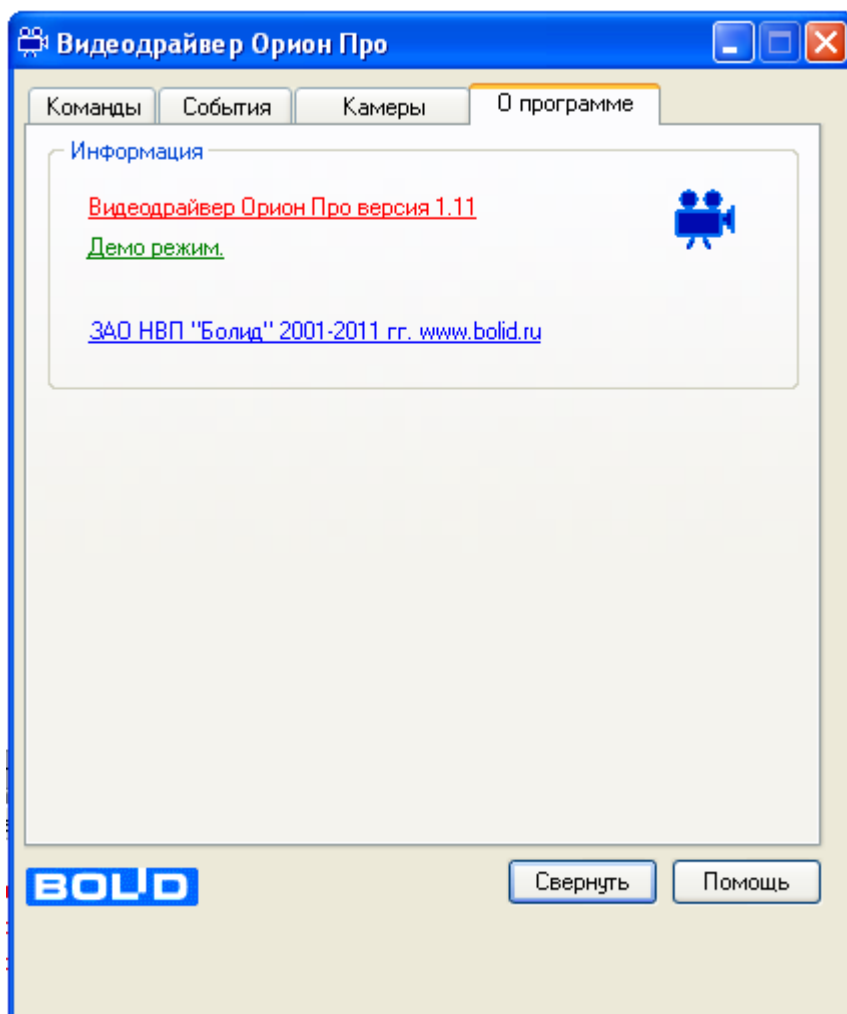 Видеодрайвер Орион Про
Команды События Камеры О программе
Информация
Видеодрайвер Орион Про версия 1.11
Демо режим.
ЗАО НВП "Болид" 2001-2011 гг. www.bolid.ru
BOLID Свернуть Помощь